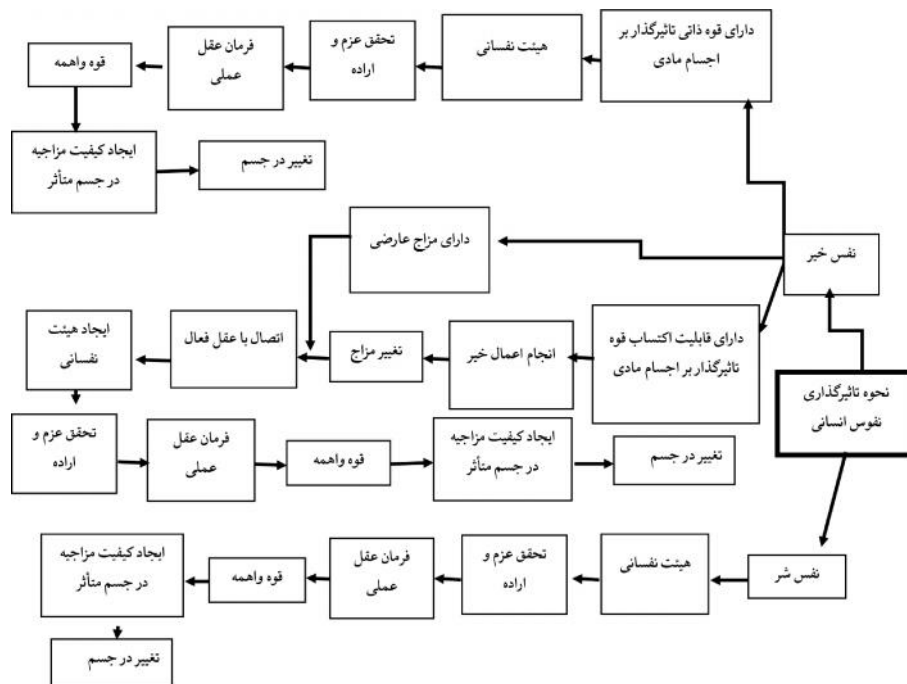 دارای قوه ذاتی تاثیرگذار بر
اجسام مادی
هیئت نفسانی
تحقق عزم و
اراده
فرمان عقل
عملی
قوه واهمه
ایجاد کیفیت مزاجیه
در جسم متأثر
تغییر در جسم
دارای مزاج عارضی
نفس خیر
دارای قابلیت اکتساب قوه
تاثیرگذار بر اجسام مادی
انجام اعمال خیر
تغییر مزاج
اتصال با عقل فعال
ایجاد هیئت
نفسانی
نحوه تاثیرگذاری
نفوس انسانی
تحقق عزم و
اراده
فرمان عقل
عملی
قوه واهمه
ایجاد کیفیت مزاجیه
در جسم متأثر
تغییر در جسم
نفس شر
هیئت نفسانی
تحقق عزم و
اراده
فرمان عقل
عملی
قوه واهمه
ایجاد کیفیت مزاجیه
در جسم متأثر
تغییر در جسم